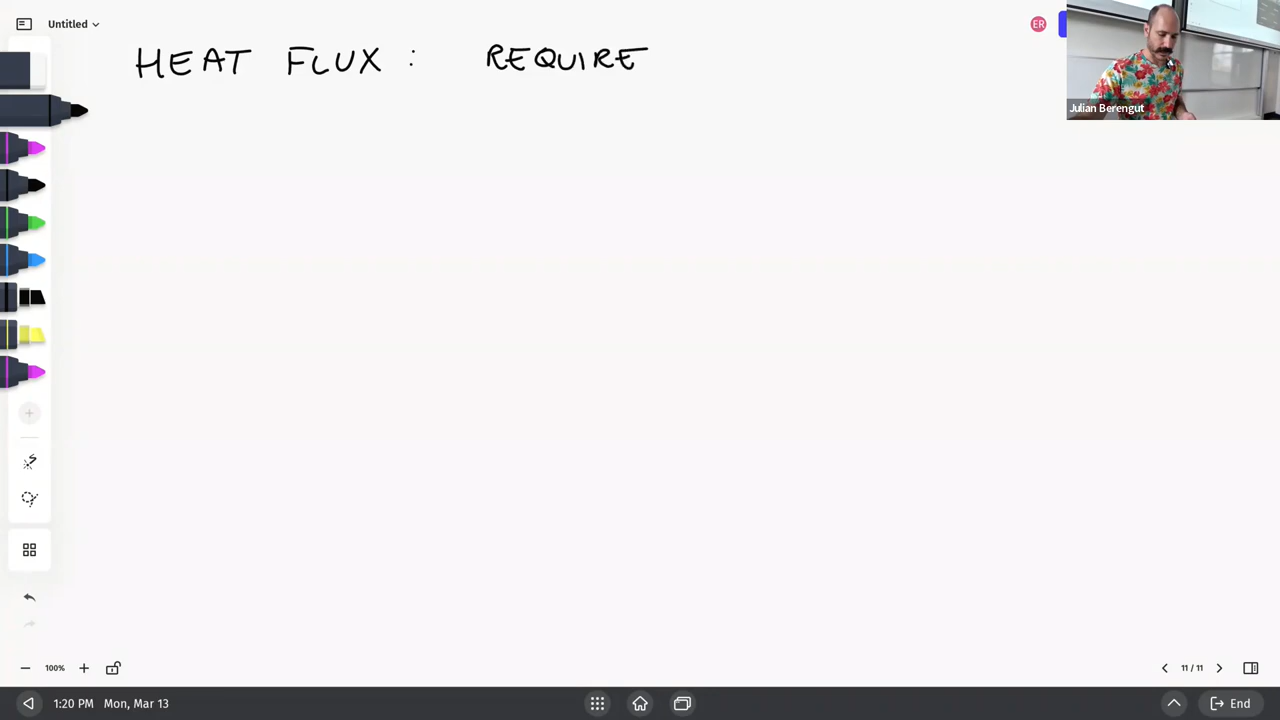 Untitled
ER
HEAT FLUX : REQUIRE
Julian Berengut
100%
11 / 11
1:20 PM Mon, Mar 13
End